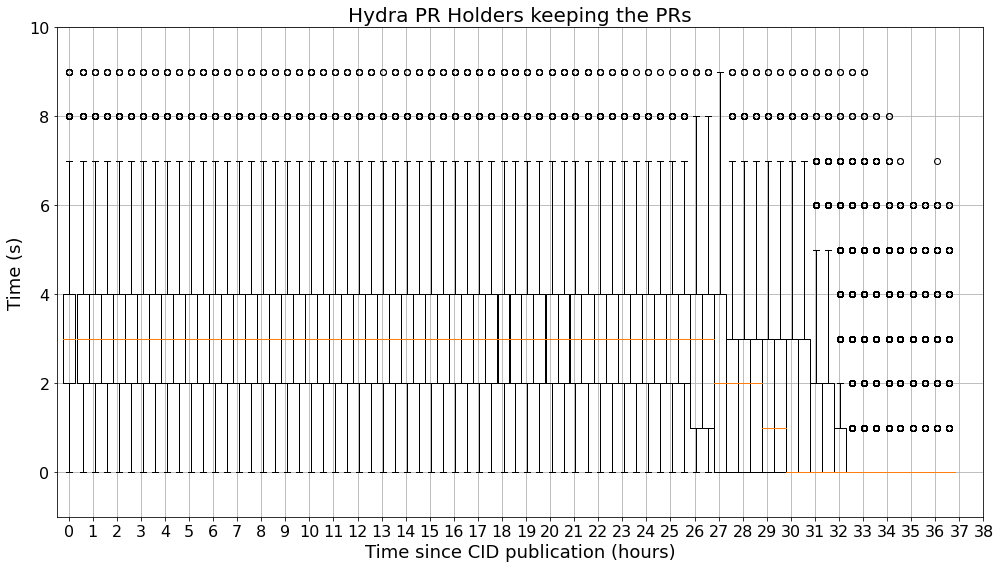 Hydra PR Holders keeping the PRs
Time (s)
10
8
6
4
2
0
0 1 2 3 4 5 6 7 8 9 10 11 12 13 14 15 16 17 18 19 20 21 22 23 24 25 26 27 28 29 30 31 32 33 34 35 36 37 38
Time since CID publication (hours)